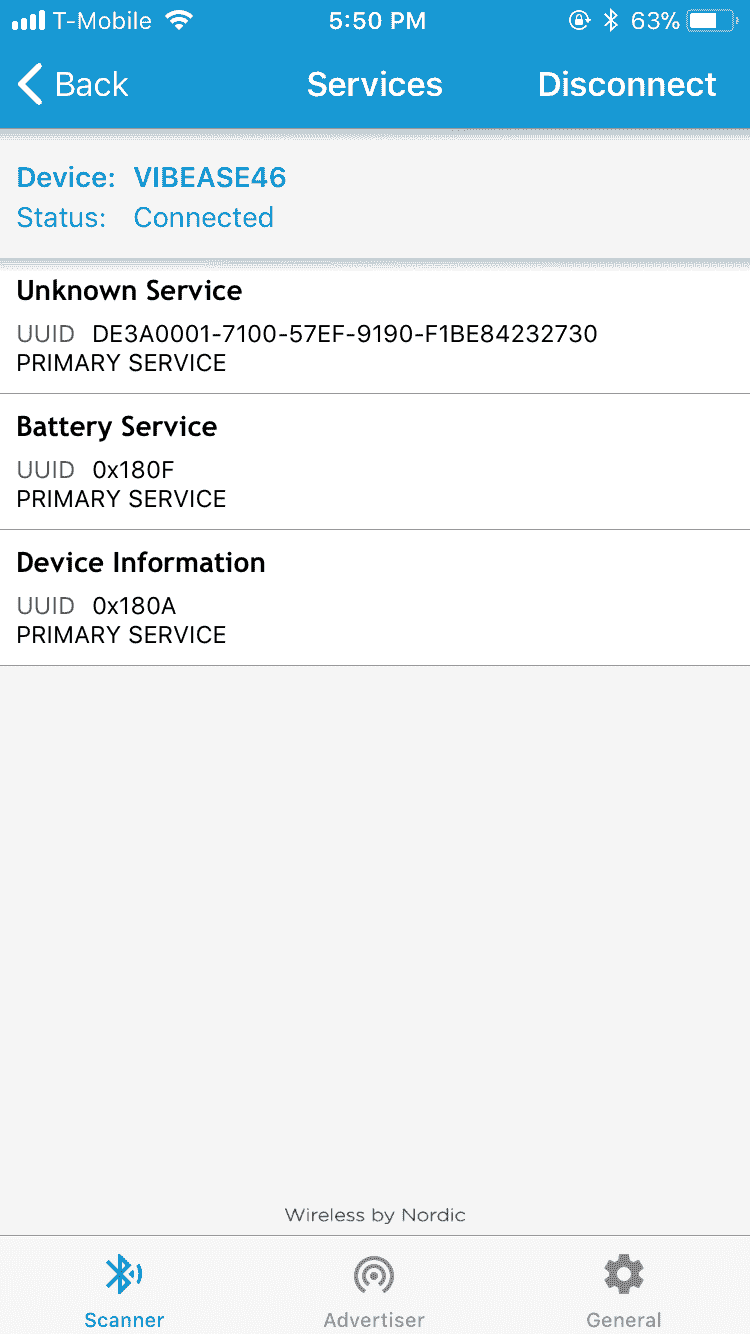 T-Mobile 5:50 PM 63%
Back Services Disconnect
Device: VIBEASE46
Status: Connected
Unknown Service
UUID DE3A0001-7100-57EF-9190-F1BE84232730
PRIMARY SERVICE
Battery Service
UUID 0x180F
PRIMARY SERVICE
Device Information
UUID 0x180A
PRIMARY SERVICE
Wireless by Nordic
Scanner Advertiser General